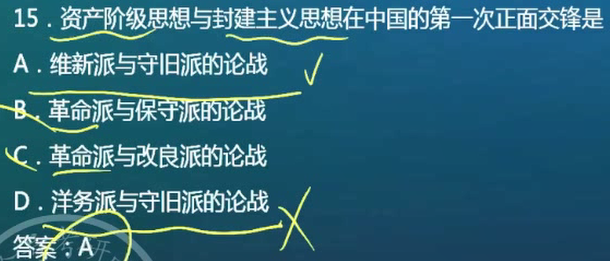 15．资产阶级思想与封建主义思想在中国的第一次正面交锋是
A．维新派与守旧派的论战
B．革命派与保守派的论战
C．革命派与改良派的论战
D．洋务派与守旧派的论战
答案：A